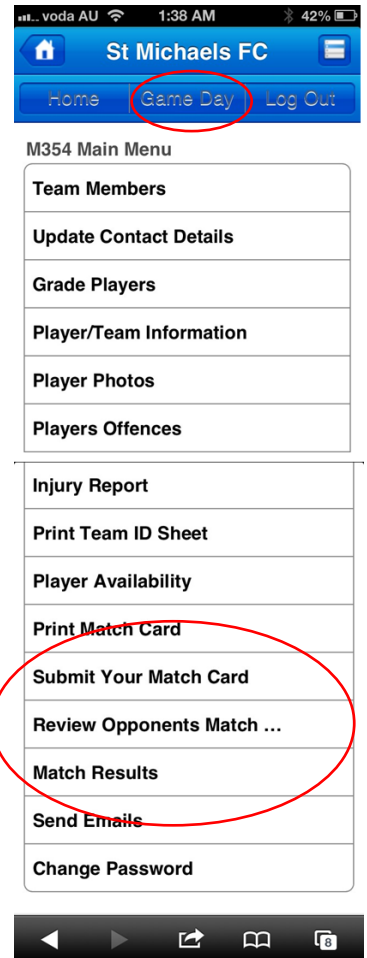 voda AU 1:38 AM 42%
St Michaels FC
Home Game Day Log Out
M354 Main Menu
Team Members
Update Contact Details
Grade Players
Player/Team Information
Player Photos
Players Offences
Injury Report
Print Team ID Sheet
Player Availability
Print Match Card
Submit Your Match Card
Review Opponents Match ...
Match Results
Send Emails
Change Password
8